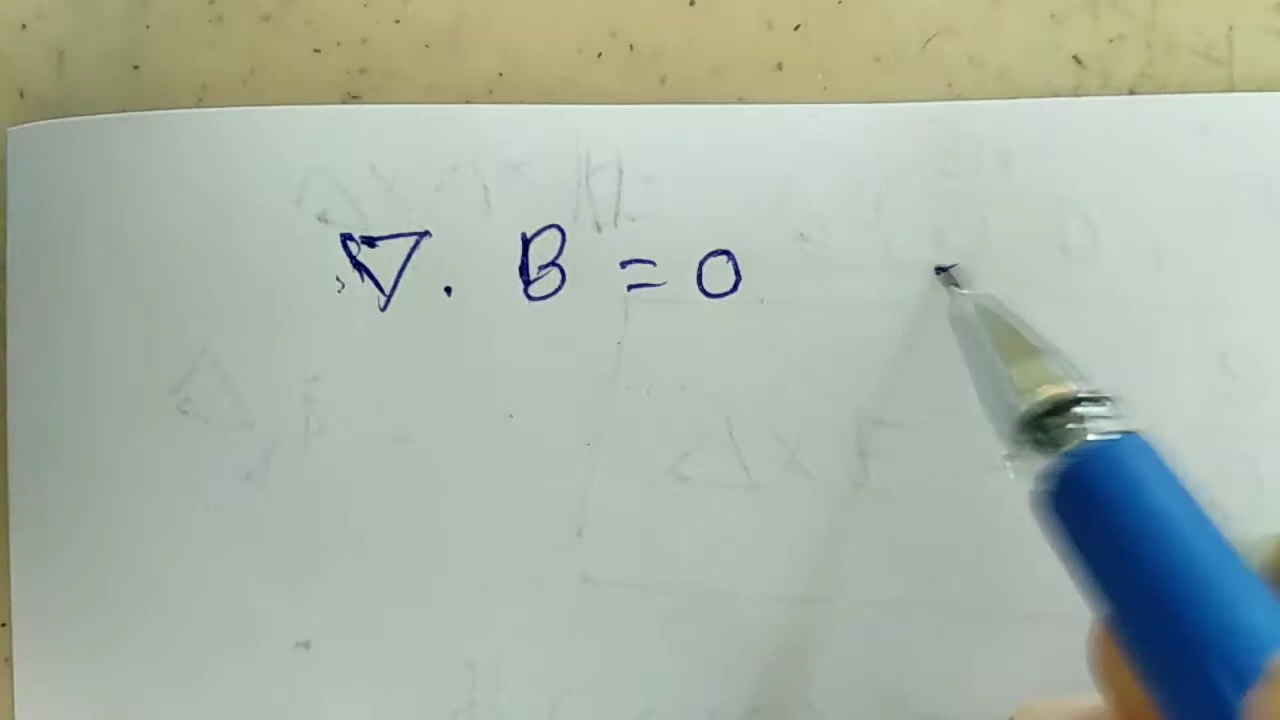 ∇ . B = 0